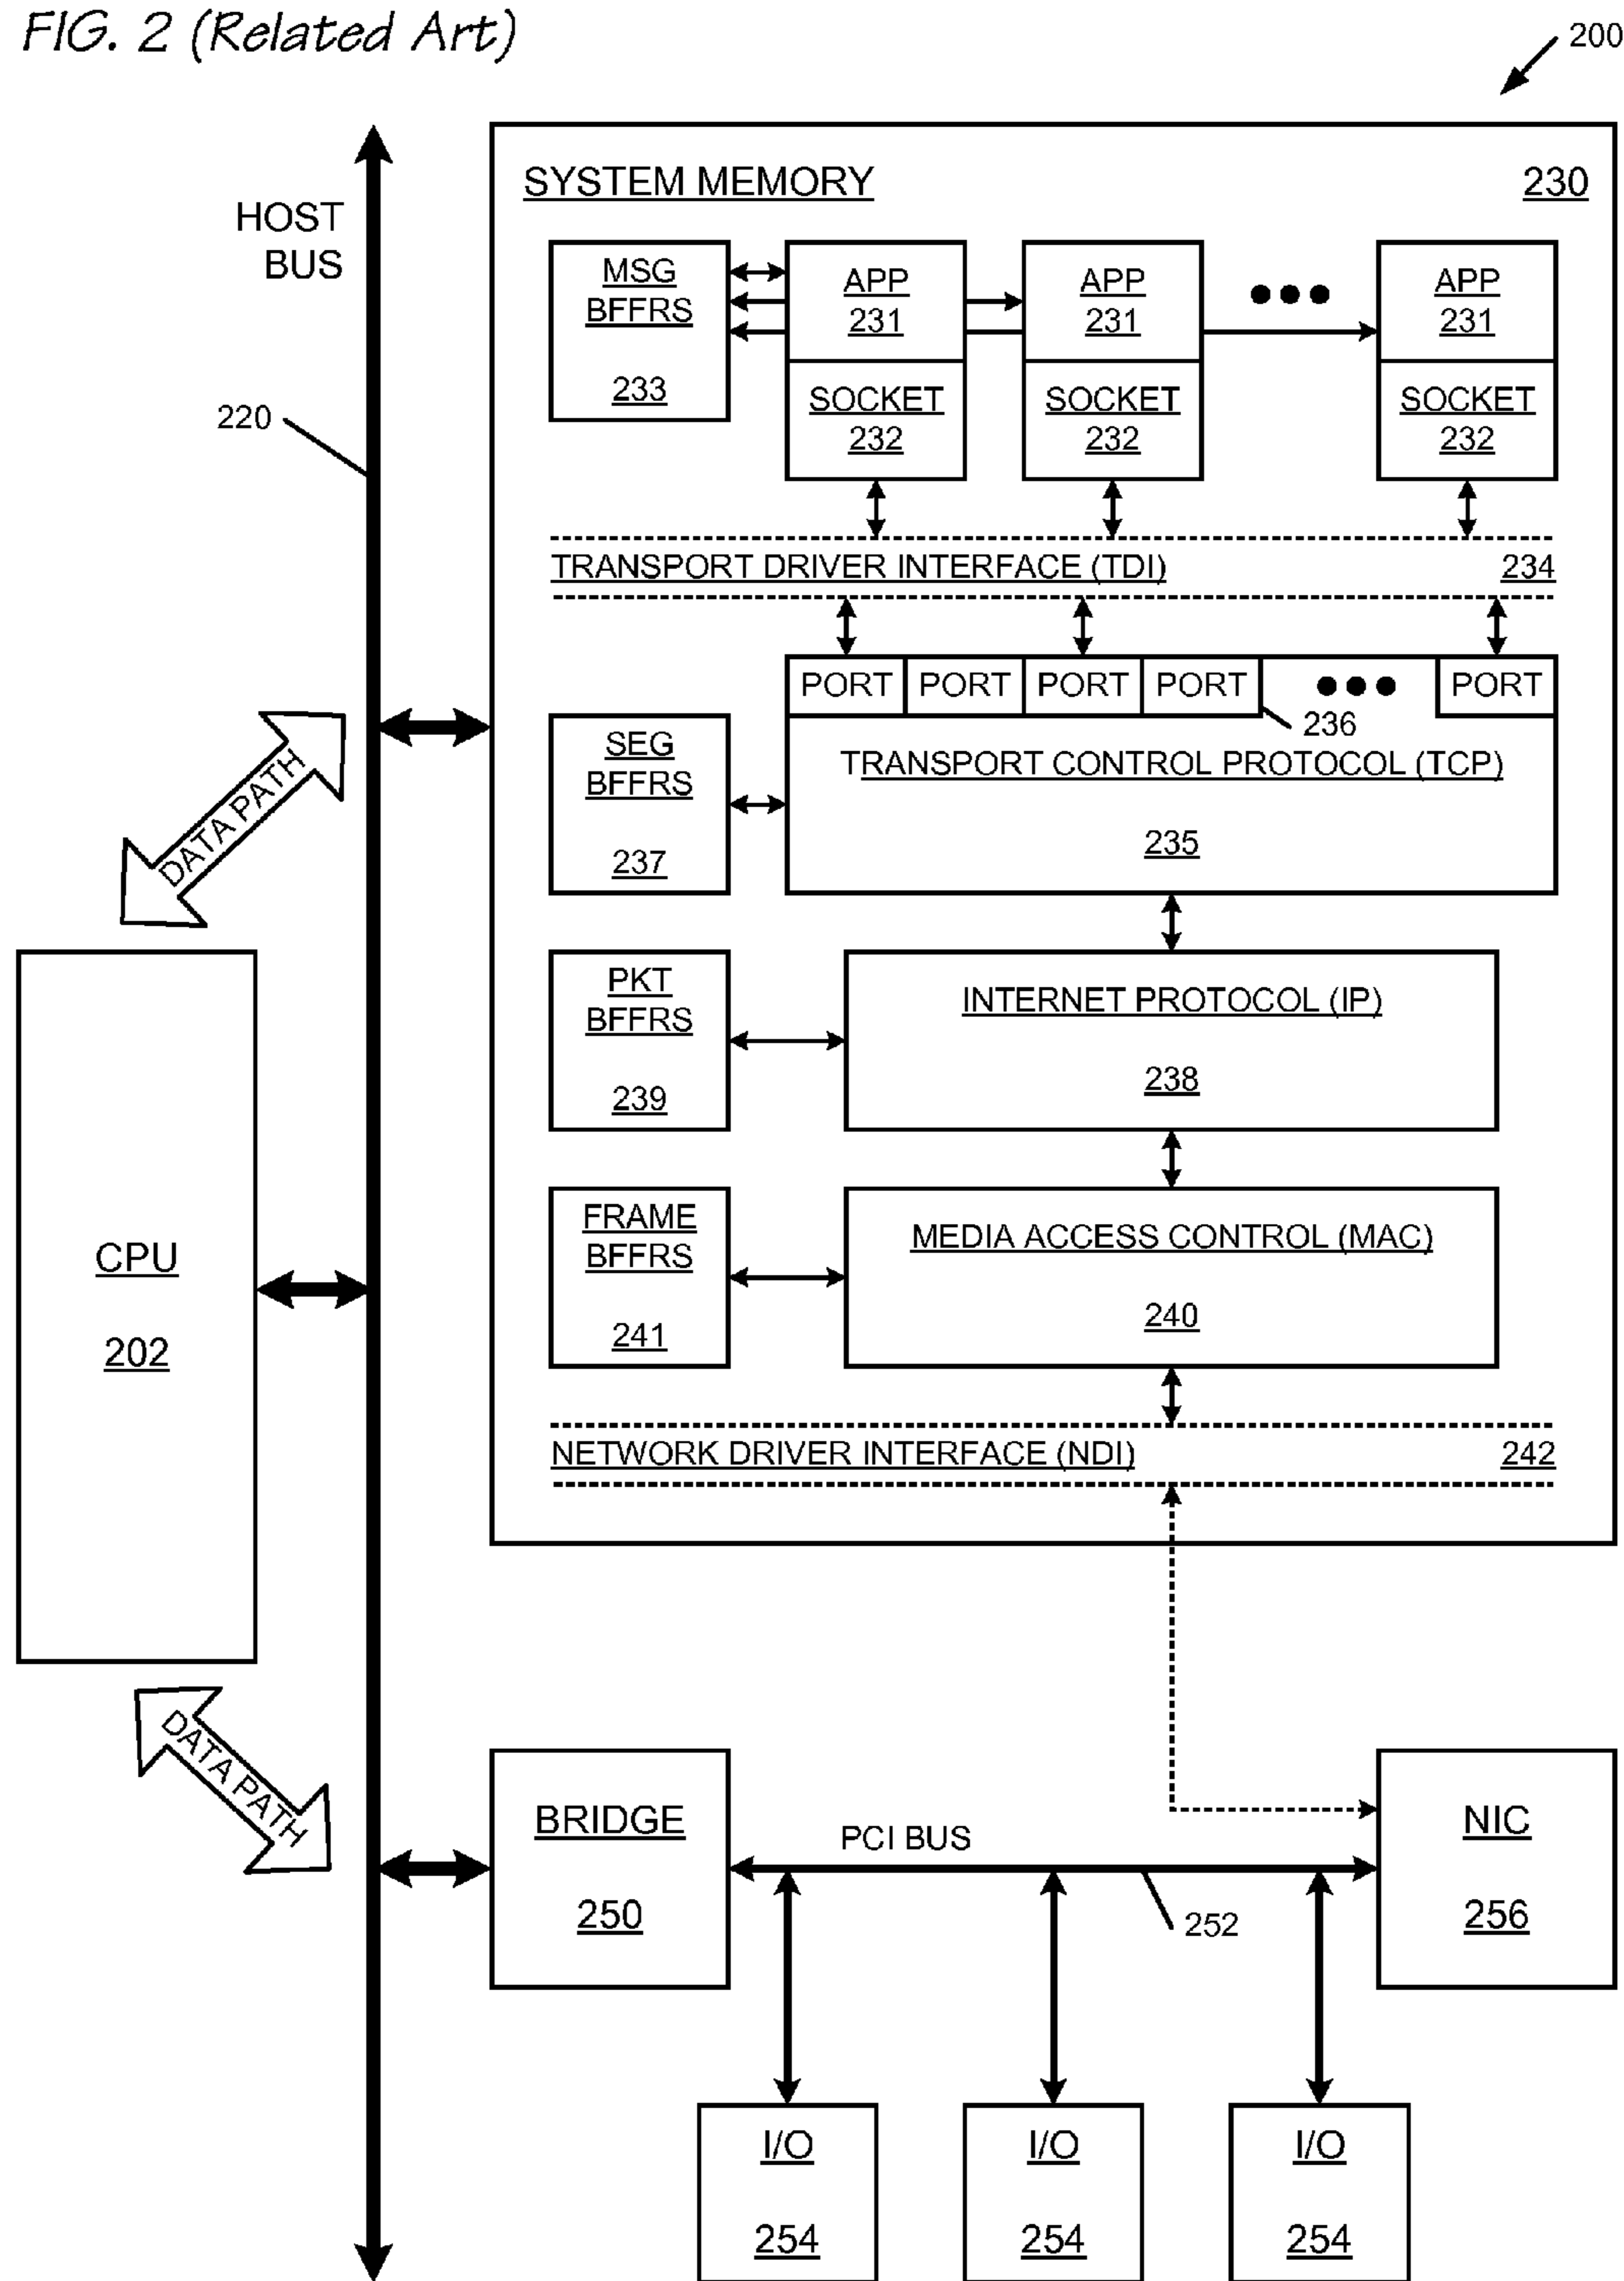 FIG. 2 (Related Art)
200
HOST
BUS
220
SYSTEM MEMORY
230
MSG
BFFRS
233
APP
231
SOCKET
232
APP
231
SOCKET
232
APP
231
SOCKET
232
TRANSPORT DRIVER INTERFACE (TDI)
234
PORT
PORT
PORT
PORT
PORT
236
SEG
BFFRS
237
TRANSPORT CONTROL PROTOCOL (TCP)
235
DATA PATH
PKT
BFFRS
239
INTERNET PROTOCOL (IP)
238
CPU
202
FRAME
BFFRS
241
MEDIA ACCESS CONTROL (MAC)
240
NETWORK DRIVER INTERFACE (NDI)
242
DATA PATH
BRIDGE
250
PCI BUS
252
NIC
256
I/O
254
I/O
254
I/O
254